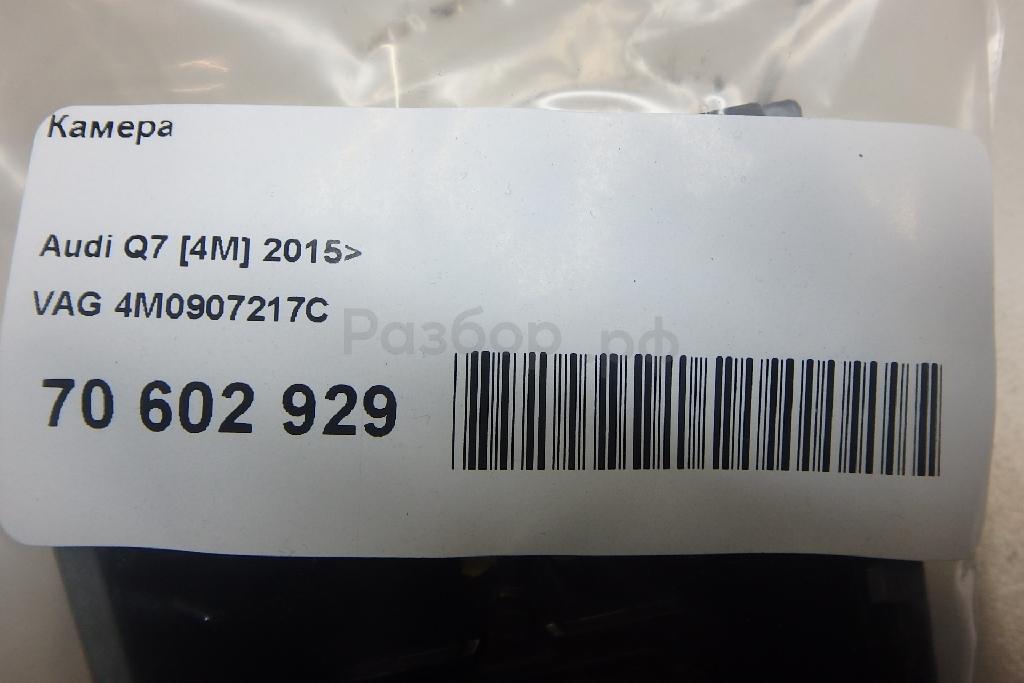 Камера
Audi Q7 [4M] 2015>
VAG 4M0907217C
Разбор.рф
70 602 929